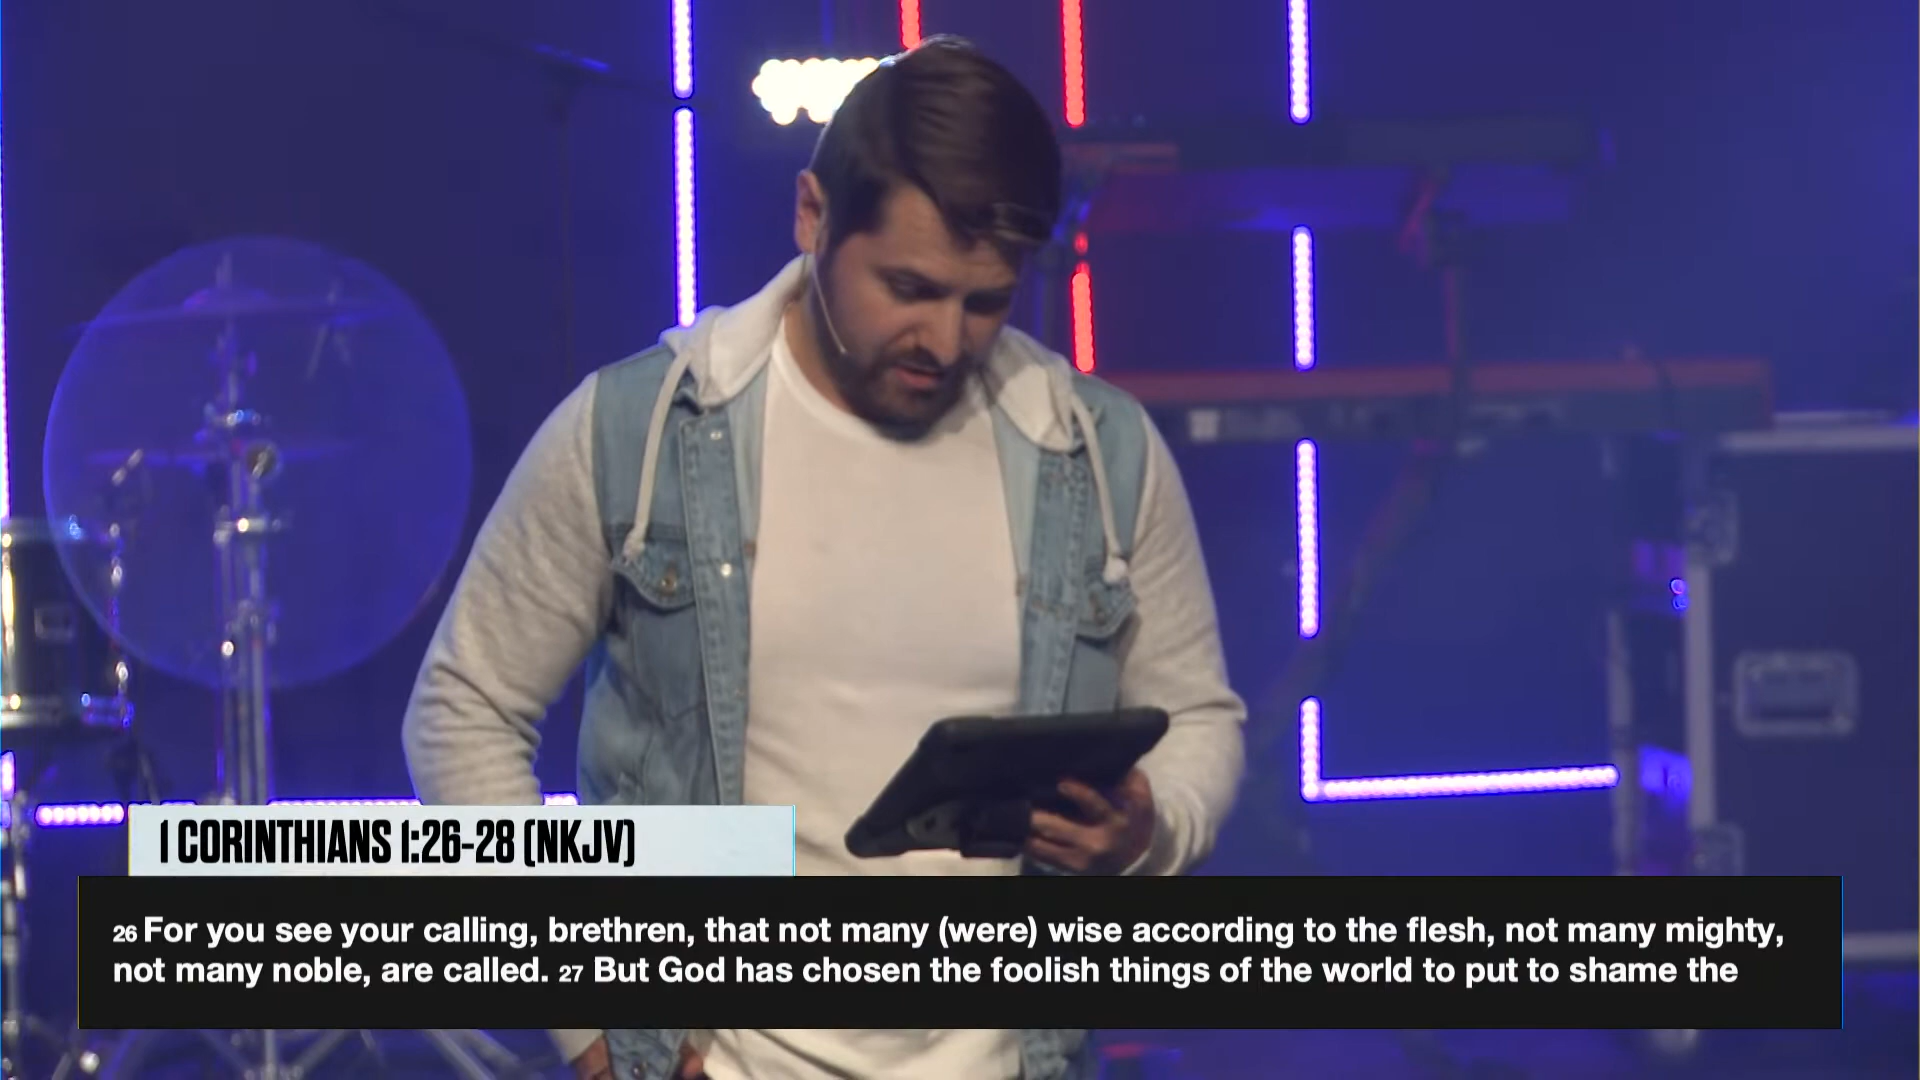 1 CORINTHIANS 1:26-28 (NKJV)
26 For you see your calling, brethren, that not many (were) wise according to the flesh, not many mighty,
not many noble, are called. 27 But God has chosen the foolish things of the world to put to shame the